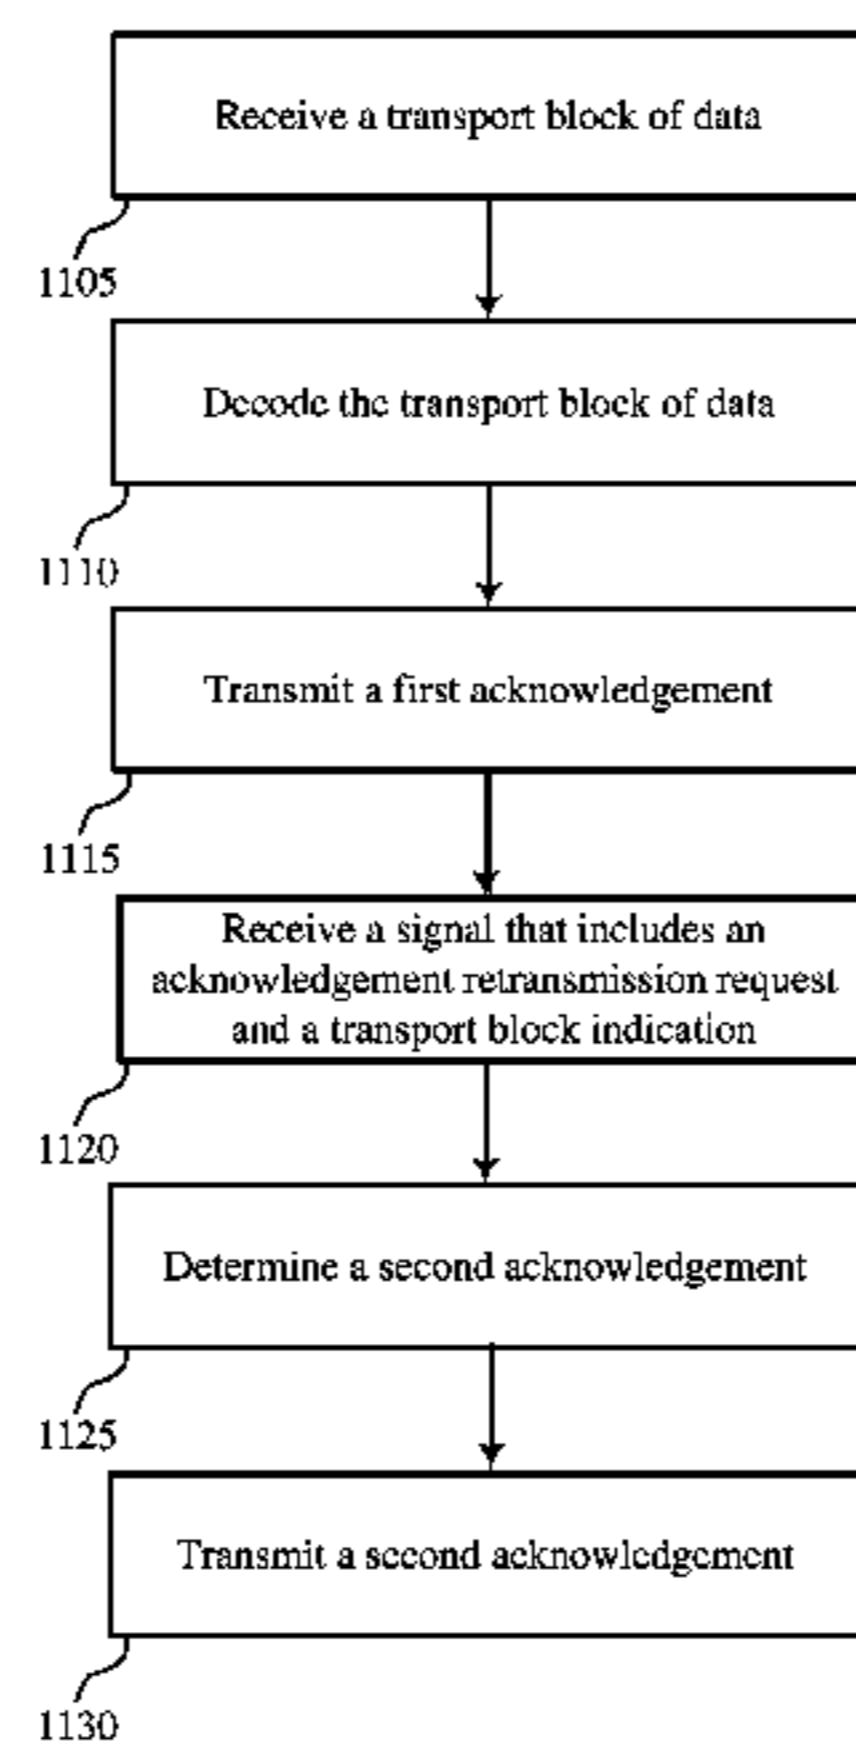 Receive a transport block of data
1105
Decode the transport block of data
1110
Transmit a first acknowledgement
1115
Receive a signal that includes an
acknowledgement retransmission request
and a transport block indication
1120
Determine a second acknowledgement
1125
Transmit a second acknowledgement
1130